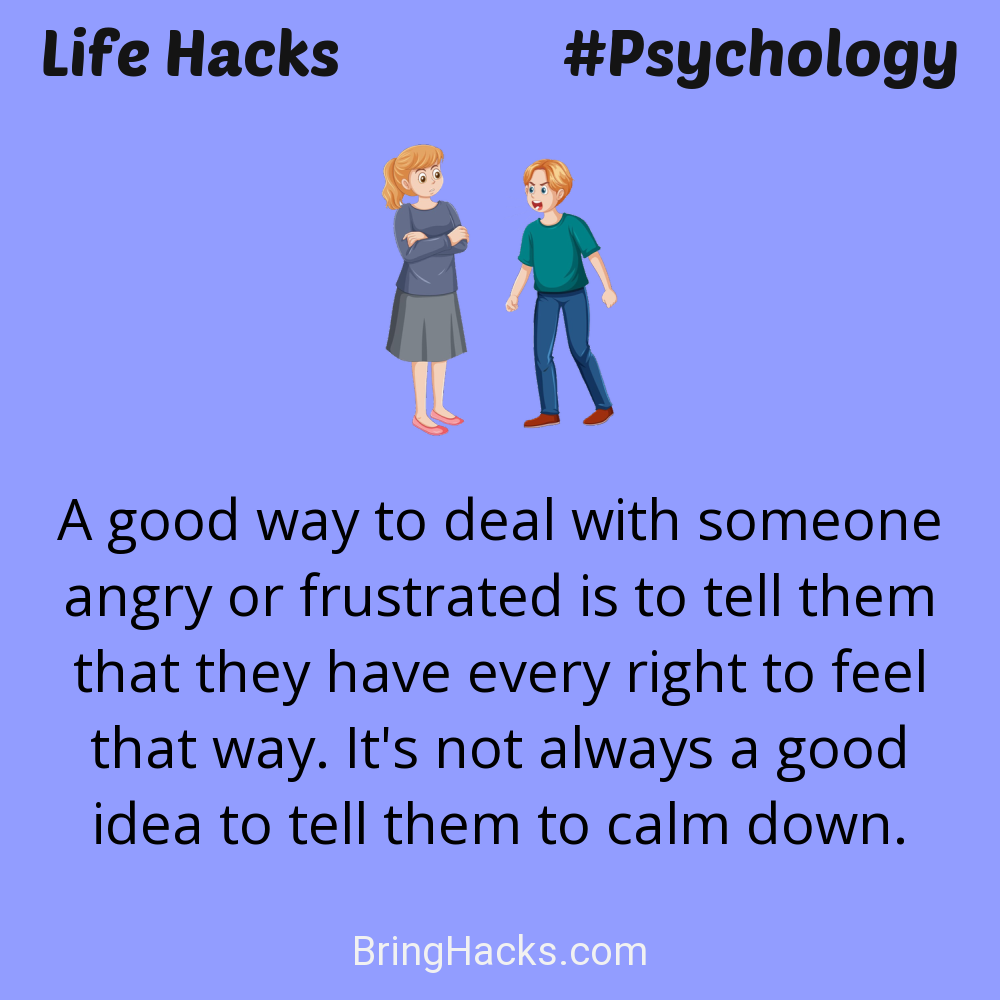 Life Hacks
#Psychology
A good way to deal with someone
angry or frustrated is to tell them
that they have every right to feel
that way. It's not always a good
idea to tell them to calm down.
BringHacks.com